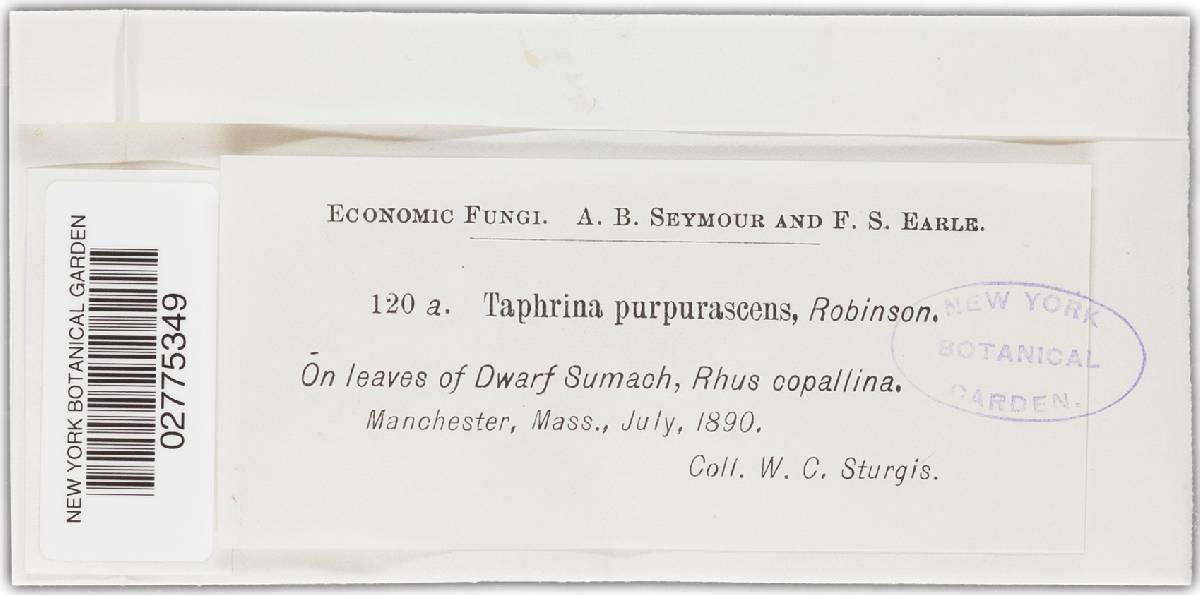 NEW YORK BOTANICAL GARDEN
02775349
ECONOMIC FUNGI. A. B. SEYMOUR AND F. S. EARLE.
120 a. Taphrina purpurascens, Robinson.
On leaves of Dwarf Sumach, Rhus copallina.
Manchester, Mass., July, 1890.
Coll. W. C. Sturgis.
NEW YORK
BOTANICAL
GARDEN.